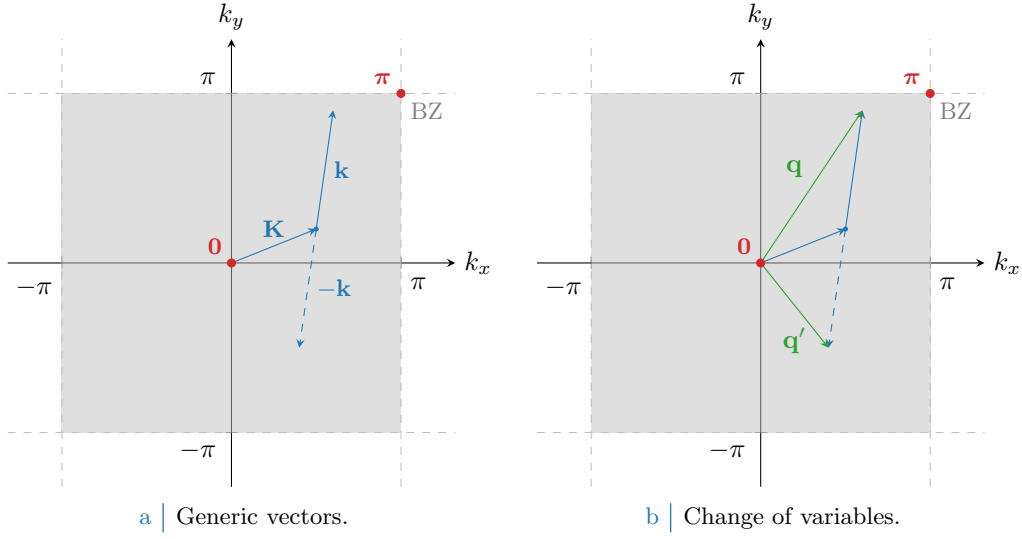 k_y
π
π
BZ
k
K
0
k_x
−π
π
−k
−π
a | Generic vectors.
k_y
π
π
BZ
q
0
k_x
−π
π
q′
−π
b | Change of variables.